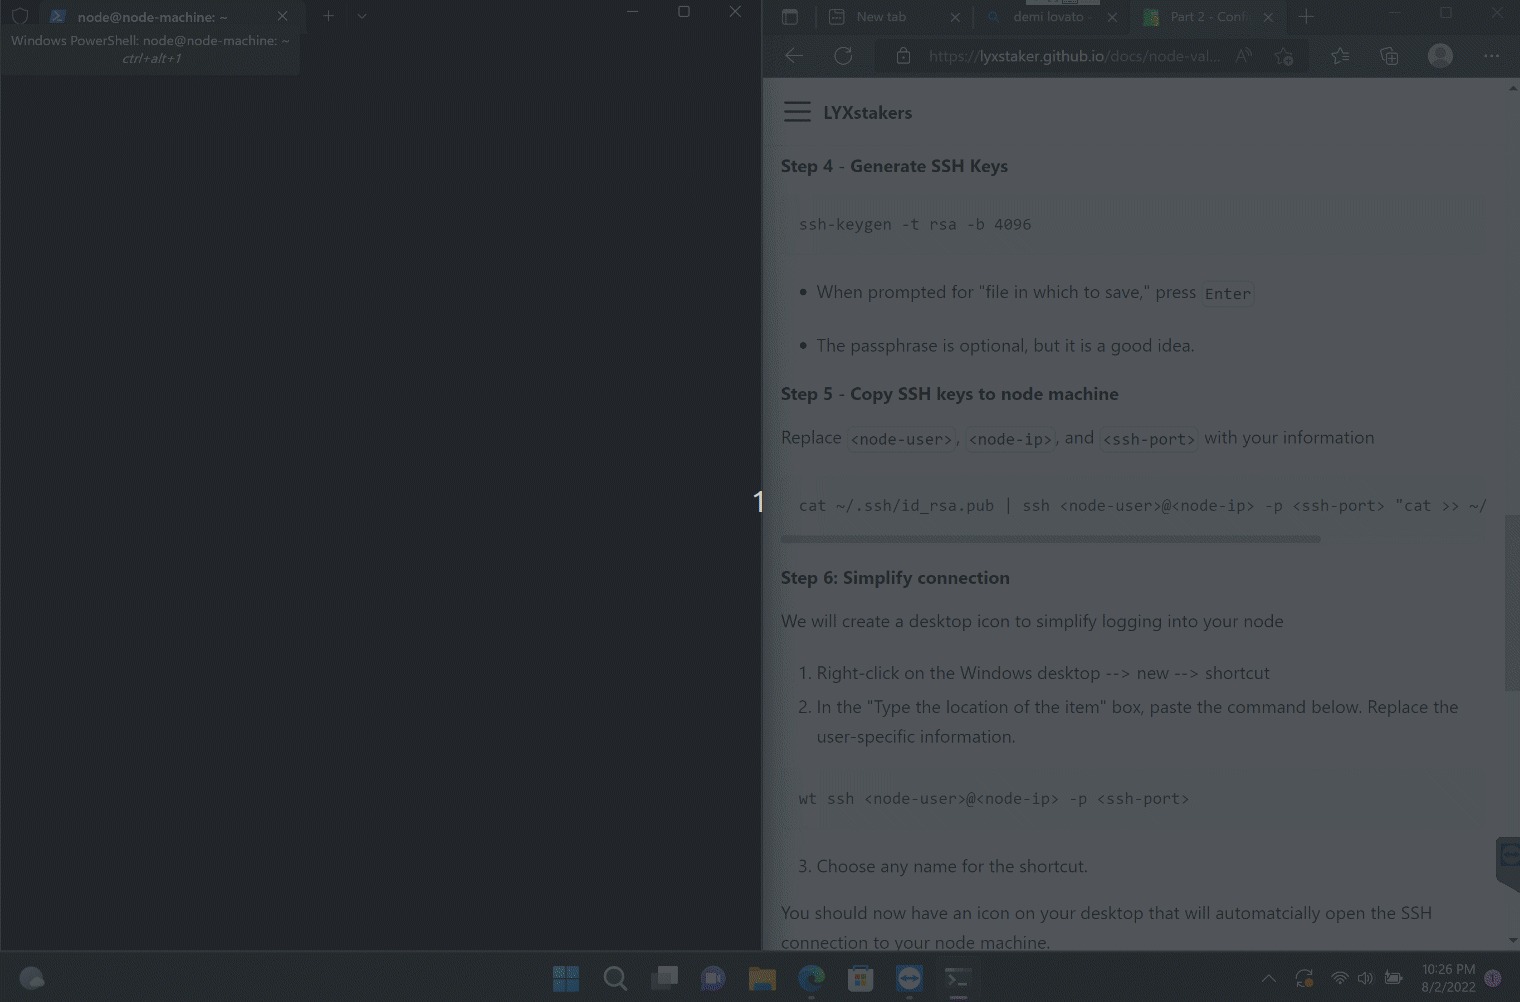 node@node-machine: ~
Windows PowerShell: node@node-machine: ~
ctrl+alt+1
New tab
demi lovato -
Part 2 - Confi
https://lyxstaker.github.io/docs/node-val...
LYXstakers
Step 4 - Generate SSH Keys
ssh-keygen -t rsa -b 4096
When prompted for "file in which to save," press Enter
The passphrase is optional, but it is a good idea.
Step 5 - Copy SSH keys to node machine
Replace <node-user>, <node-ip>, and <ssh-port> with your information
1
cat ~/.ssh/id_rsa.pub | ssh <node-user>@<node-ip> -p <ssh-port> "cat >> ~/
Step 6: Simplify connection
We will create a desktop icon to simplify logging into your node
1. Right-click on the Windows desktop --> new --> shortcut
2. In the "Type the location of the item" box, paste the command below. Replace the
user-specific information.
wt ssh <node-user>@<node-ip> -p <ssh-port>
3. Choose any name for the shortcut.
You should now have an icon on your desktop that will automatcially open the SSH
connection to your node machine.
10:26 PM
8/2/2022
1